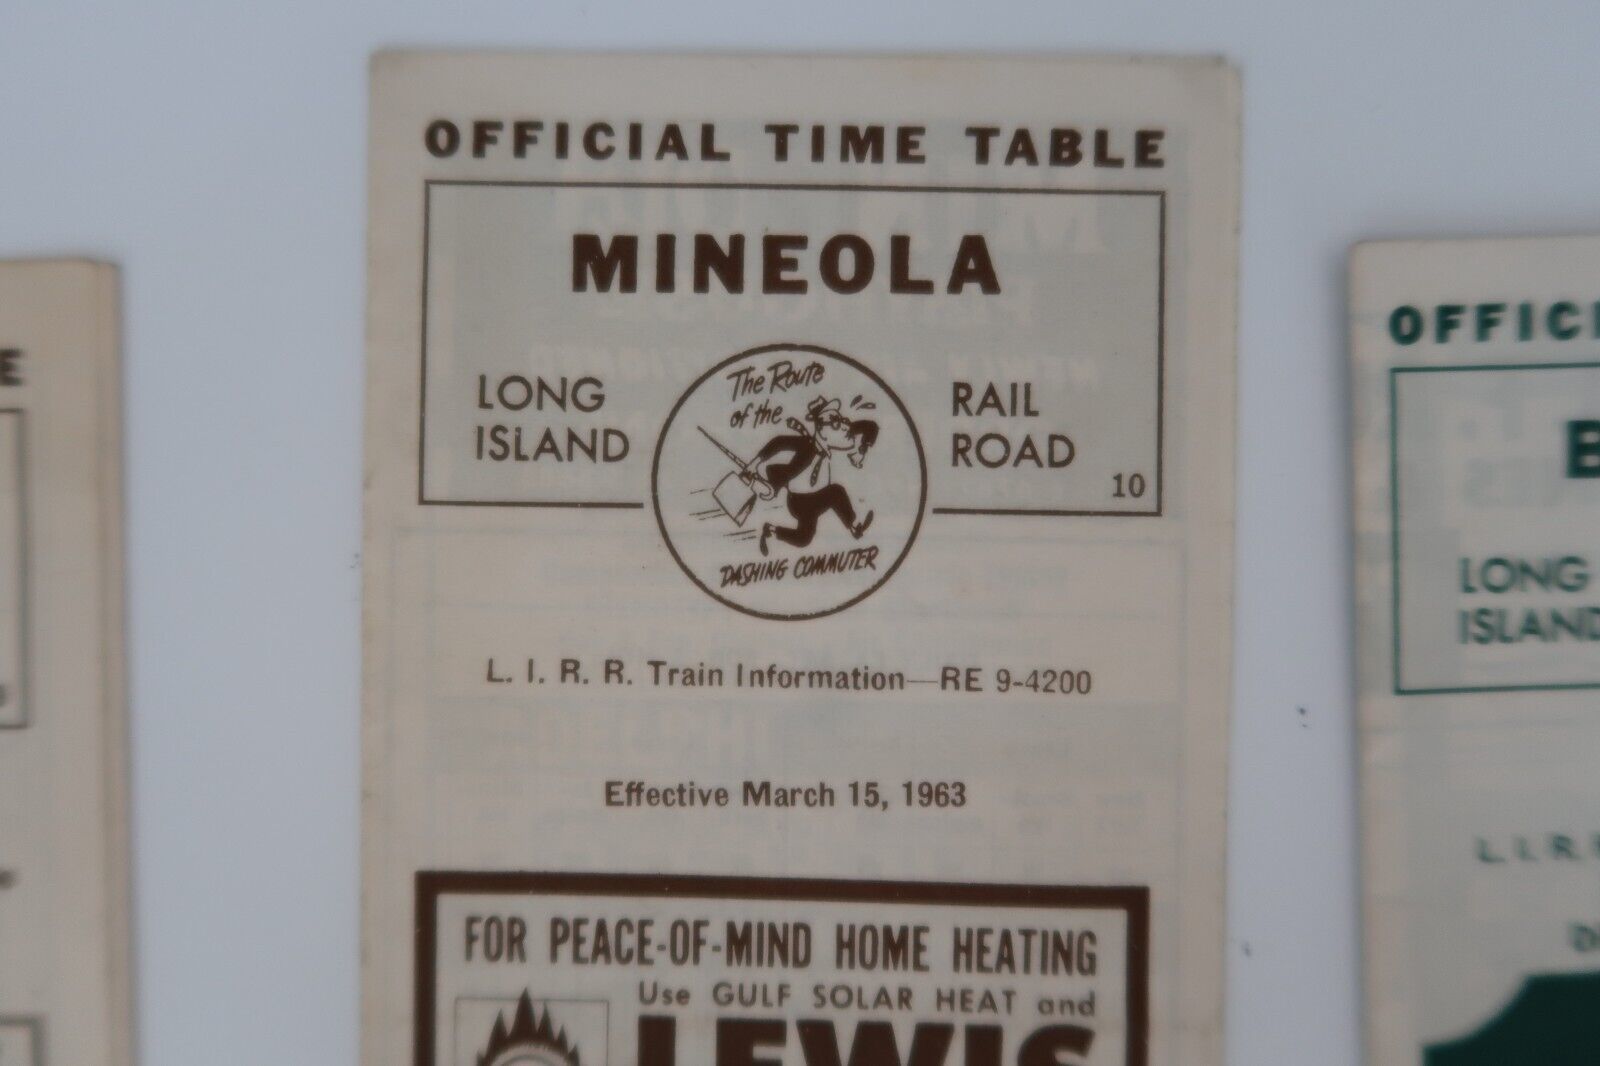 OFFICIAL TIME TABLE
MINEOLA
LONG
ISLAND
The Route
of the
DASHING COMMUTER
RAIL
ROAD
10
L. I. R. R. Train Information—RE 9-4200
Effective March 15, 1963
FOR PEACE-OF-MIND HOME HEATING
Use GULF SOLAR HEAT and
LEWIS
E
OFFICI
B
LONG
ISLAND
L. I. R.